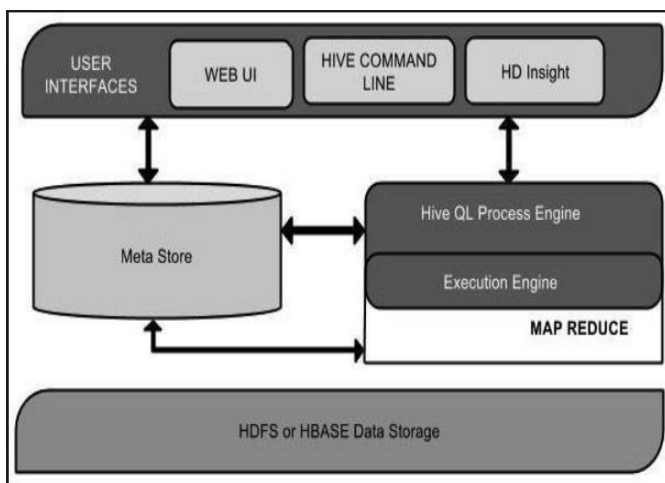 USER
INTERFACES
WEB UI
HIVE COMMAND
LINE
HD Insight
Meta Store
Hive QL Process Engine
Execution Engine
MAP REDUCE
HDFS or HBASE Data Storage